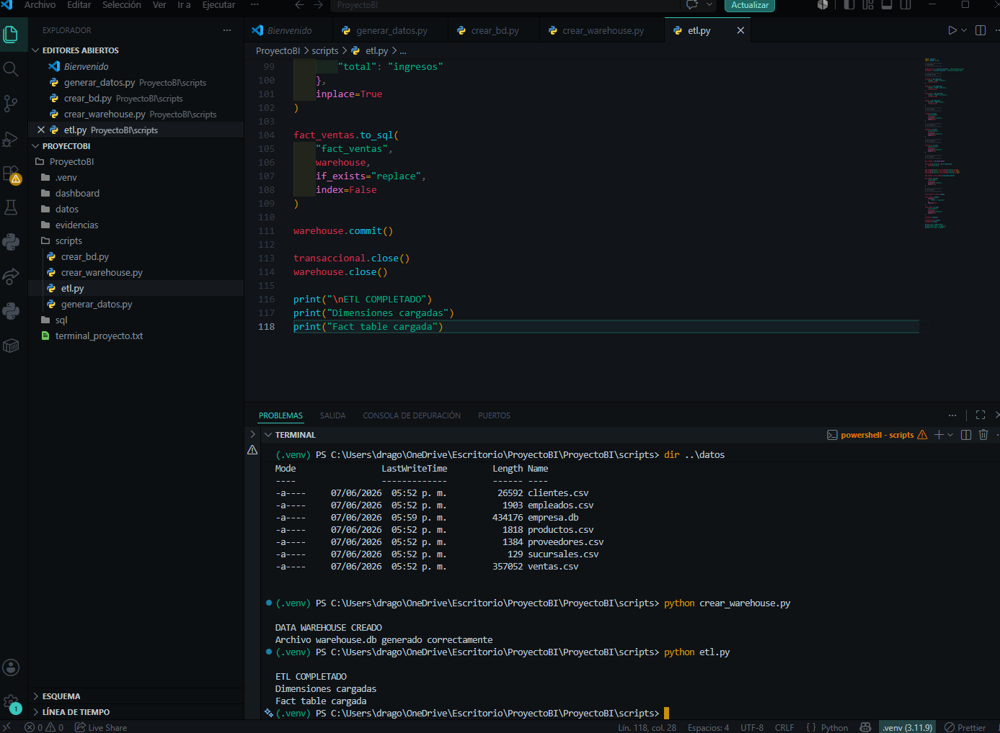 Archivo Editar Selección Ver Ir a Ejecutar ··· ProyectoBI Actualizar
EXPLORADOR ···
EDITORES ABIERTOS
Bienvenido
generar_datos.py ProyectoBI\scripts
crear_bd.py ProyectoBI\scripts
crear_warehouse.py ProyectoBI\scripts
etl.py ProyectoBI\scripts
PROYECTOBI
ProyectoBI
.venv
dashboard
datos
evidencias
scripts
crear_bd.py
crear_warehouse.py
etl.py
generar_datos.py
sql
terminal_proyecto.txt
ESQUEMA
LÍNEA DE TIEMPO
Bienvenido generar_datos.py crear_bd.py crear_warehouse.py etl.py
ProyectoBI > scripts > etl.py > ...
99 "total": "ingresos"
100 },
101 inplace=True
102 )
103
104 fact_ventas.to_sql(
105 "fact_ventas",
106 warehouse,
107 if_exists="replace",
108 index=False
109 )
110
111 warehouse.commit()
112
113 transaccional.close()
114 warehouse.close()
115
116 print("\nETL COMPLETADO")
117 print("Dimensiones cargadas")
118 print("Fact table cargada")
PROBLEMAS SALIDA CONSOLA DE DEPURACIÓN PUERTOS
TERMINAL powershell - scripts
(.venv) PS C:\Users\drago\OneDrive\Escritorio\ProyectoBI\ProyectoBI\scripts> dir ..\datos
Mode LastWriteTime Length Name
---- ------------- ------ ----
-a---- 07/06/2026 05:52 p. m. 26592 clientes.csv
-a---- 07/06/2026 05:52 p. m. 1903 empleados.csv
-a---- 07/06/2026 05:59 p. m. 434176 empresa.db
-a---- 07/06/2026 05:52 p. m. 1818 productos.csv
-a---- 07/06/2026 05:52 p. m. 1384 proveedores.csv
-a---- 07/06/2026 05:52 p. m. 129 sucursales.csv
-a---- 07/06/2026 05:52 p. m. 357052 ventas.csv
(.venv) PS C:\Users\drago\OneDrive\Escritorio\ProyectoBI\ProyectoBI\scripts> python crear_warehouse.py
DATA WAREHOUSE CREADO
Archivo warehouse.db generado correctamente
(.venv) PS C:\Users\drago\OneDrive\Escritorio\ProyectoBI\ProyectoBI\scripts> python etl.py
ETL COMPLETADO
Dimensiones cargadas
Fact table cargada
(.venv) PS C:\Users\drago\OneDrive\Escritorio\ProyectoBI\ProyectoBI\scripts>
1
0 0 Live Share Lín. 118, col. 28 Espacios: 4 UTF-8 CRLF { } Python .venv (3.11.9) Prettier